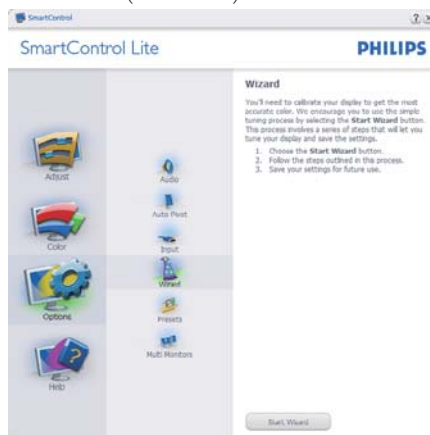 SmartControl
SmartControl Lite
PHILIPS
Adjust
Color
Options
Help
Audio
Auto Pivot
Input
Wizard
Presets
Multi Monitors
Wizard
You'll need to calibrate your display to get the most
accurate color. We encourage you to use the simple
tuning process by selecting the Start Wizard button.
This process involves a series of steps that will let you
tune your display and save the settings.
1. Choose the Start Wizard button.
2. Follow the steps outlined in this process.
3. Save your settings for future use.
Start Wizard